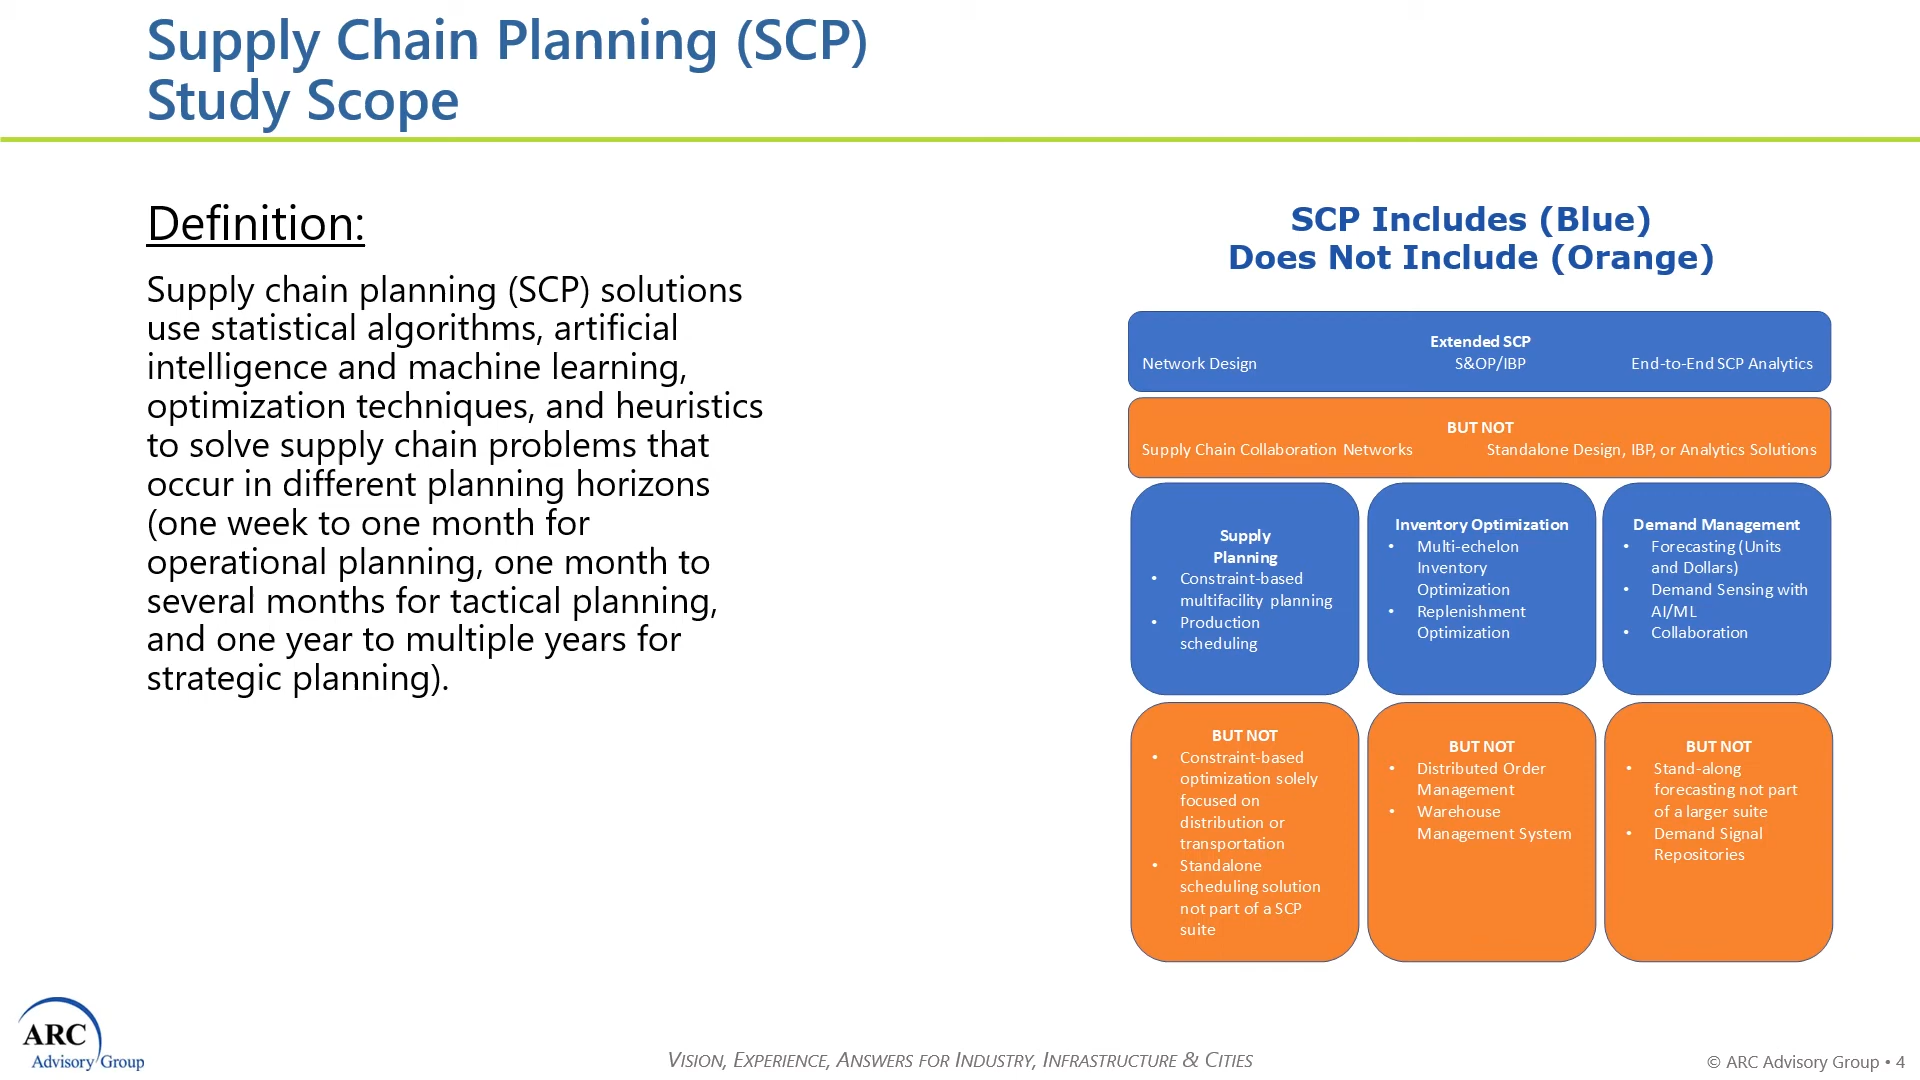 Supply Chain Planning (SCP)
Study Scope
Definition:
Supply chain planning (SCP) solutions
use statistical algorithms, artificial
intelligence and machine learning,
optimization techniques, and heuristics
to solve supply chain problems that
occur in different planning horizons
(one week to one month for
operational planning, one month to
several months for tactical planning,
and one year to multiple years for
strategic planning).
SCP Includes (Blue)
Does Not Include (Orange)
Extended SCP
Network Design S&OP/IBP End-to-End SCP Analytics
BUT NOT
Supply Chain Collaboration Networks Standalone Design, IBP, or Analytics Solutions
Supply
Planning
• Constraint-based
multifacility planning
• Production
scheduling
Inventory Optimization
• Multi-echelon
Inventory
Optimization
• Replenishment
Optimization
Demand Management
• Forecasting (Units
and Dollars)
• Demand Sensing with
AI/ML
• Collaboration
BUT NOT
• Constraint-based
optimization solely
focused on
distribution or
transportation
• Standalone
scheduling solution
not part of a SCP
suite
BUT NOT
• Distributed Order
Management
• Warehouse
Management System
BUT NOT
• Stand-along
forecasting not part
of a larger suite
• Demand Signal
Repositories
ARC
Advisory Group
VISION, EXPERIENCE, ANSWERS FOR INDUSTRY, INFRASTRUCTURE & CITIES
© ARC Advisory Group • 4